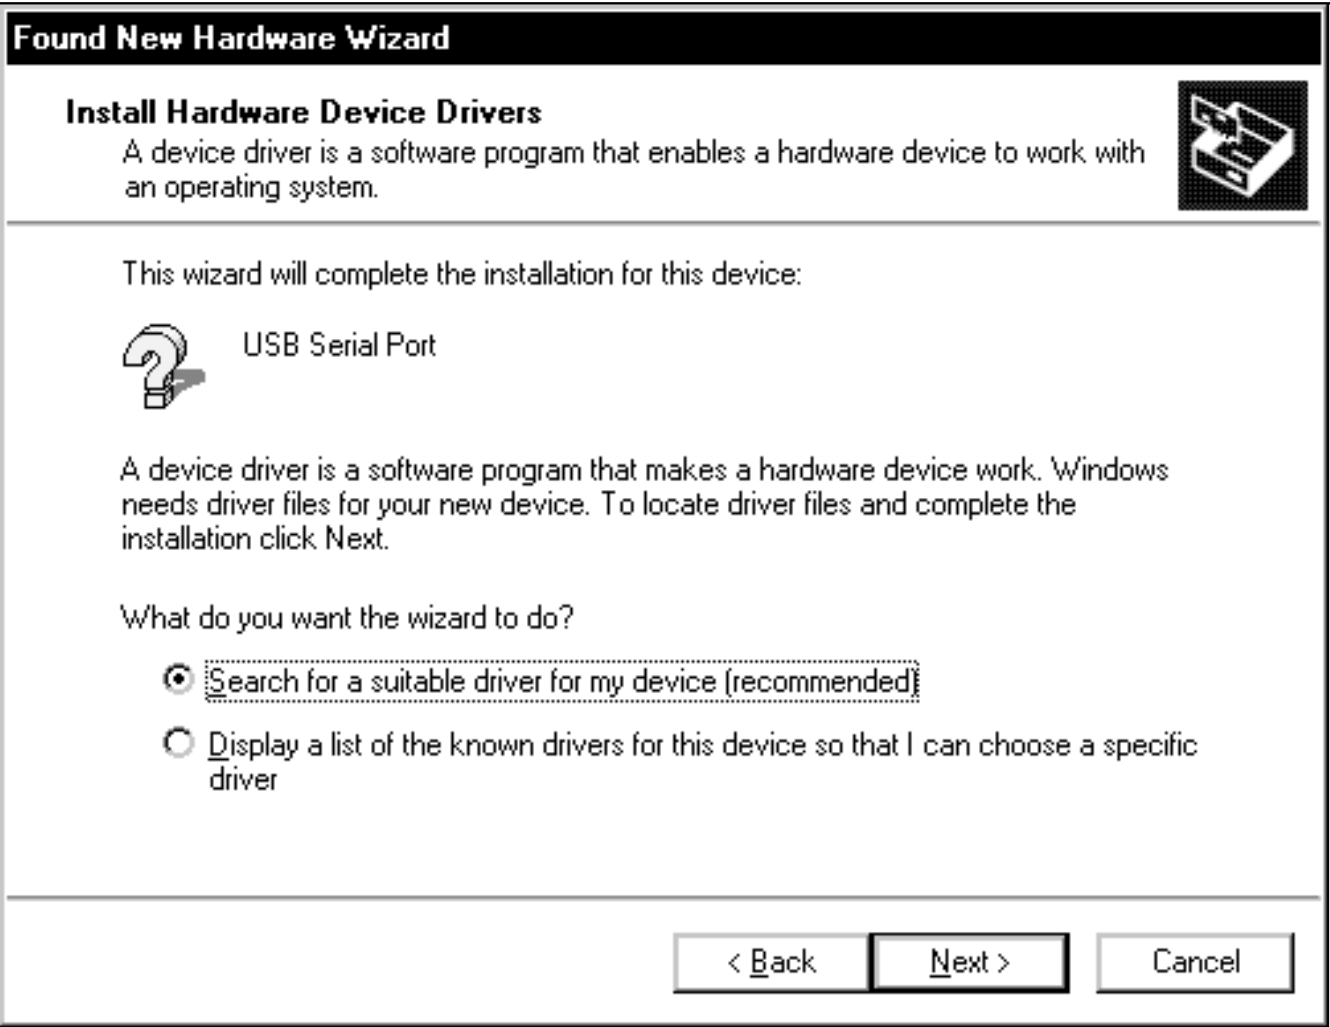 Found New Hardware Wizard
Install Hardware Device Drivers
A device driver is a software program that enables a hardware device to work with
an operating system.
This wizard will complete the installation for this device:
USB Serial Port
A device driver is a software program that makes a hardware device work. Windows
needs driver files for your new device. To locate driver files and complete the
installation click Next.
What do you want the wizard to do?
Search for a suitable driver for my device (recommended)
Display a list of the known drivers for this device so that I can choose a specific
driver
< Back
Next >
Cancel